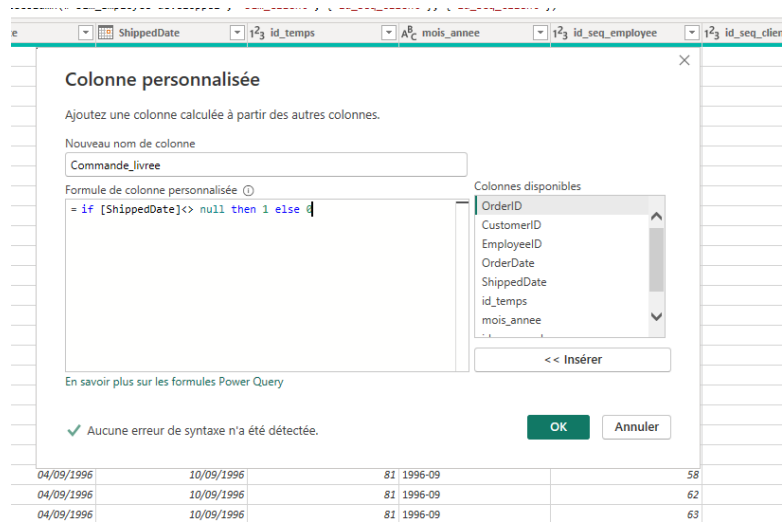 ShippedDate 1²3 id_temps ABC mois_annee 1²3 id_seq_employee 1²3 id_seq_clien
Colonne personnalisée
Ajoutez une colonne calculée à partir des autres colonnes.
Nouveau nom de colonne
Commande_livree
Formule de colonne personnalisée
= if [ShippedDate]<> null then 1 else 0
Colonnes disponibles
OrderID
CustomerID
EmployeeID
OrderDate
ShippedDate
id_temps
mois_annee
<< Insérer
En savoir plus sur les formules Power Query
Aucune erreur de syntaxe n'a été détectée.
OK
Annuler
04/09/1996 10/09/1996 81 1996-09 58
04/09/1996 10/09/1996 81 1996-09 62
04/09/1996 10/09/1996 81 1996-09 63